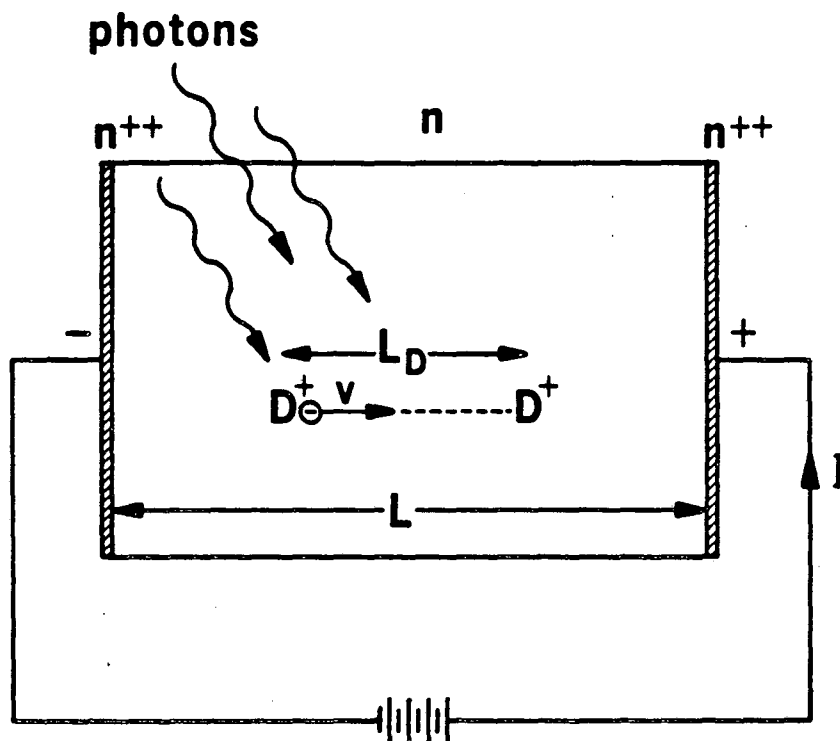 photons
n++ n n++
- +
L_D
D+ ⊖ v D+
L
I